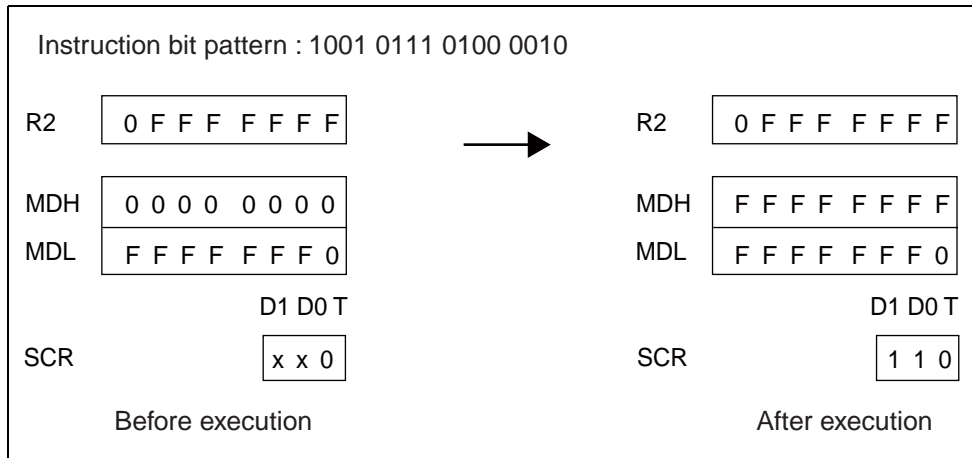 Instruction bit pattern : 1001 0111 0100 0010
R2 0 F F F F F F F R2 0 F F F F F F F
MDH 0 0 0 0 0 0 0 0 MDH F F F F F F F F
MDL F F F F F F F 0 MDL F F F F F F F 0
D1 D0 T D1 D0 T
SCR x x 0 SCR 1 1 0
Before execution After execution